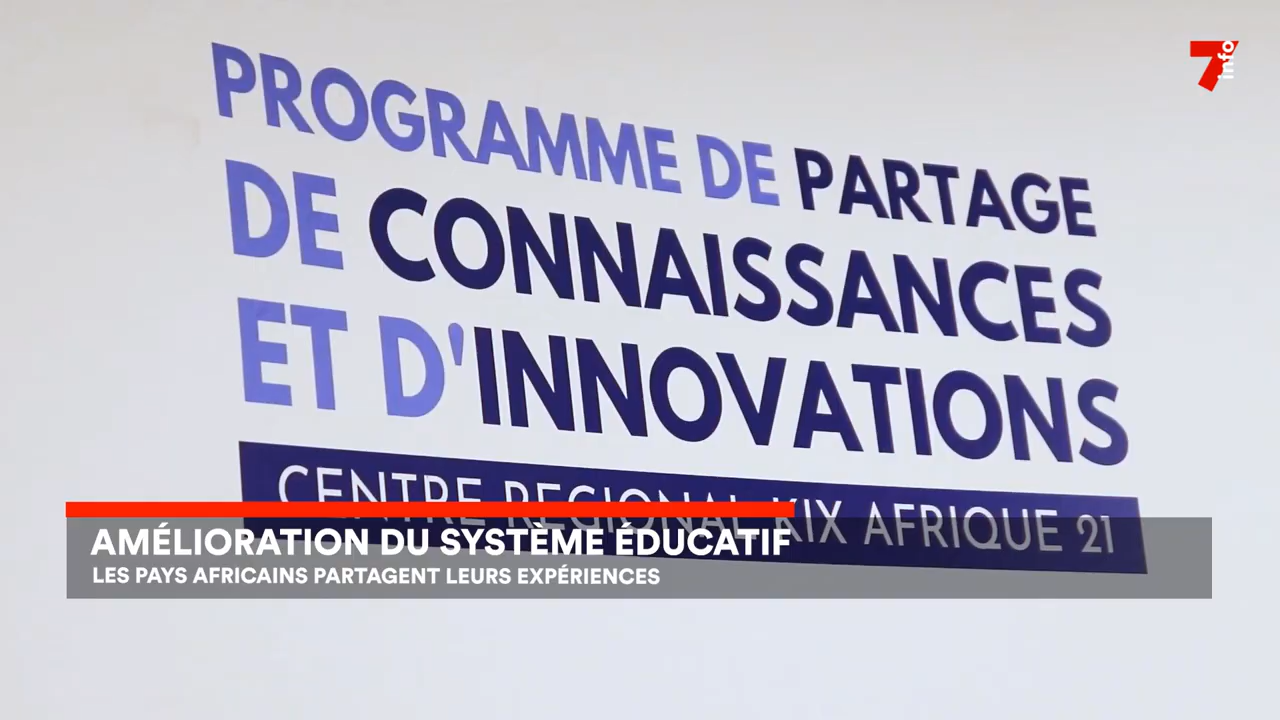 7 info
PROGRAMME DE PARTAGE
DE CONNAISSANCES
ET D'INNOVATIONS
CENTRE REGIONAL KIX AFRIQUE 21
AMÉLIORATION DU SYSTÈME ÉDUCATIF
LES PAYS AFRICAINS PARTAGENT LEURS EXPÉRIENCES